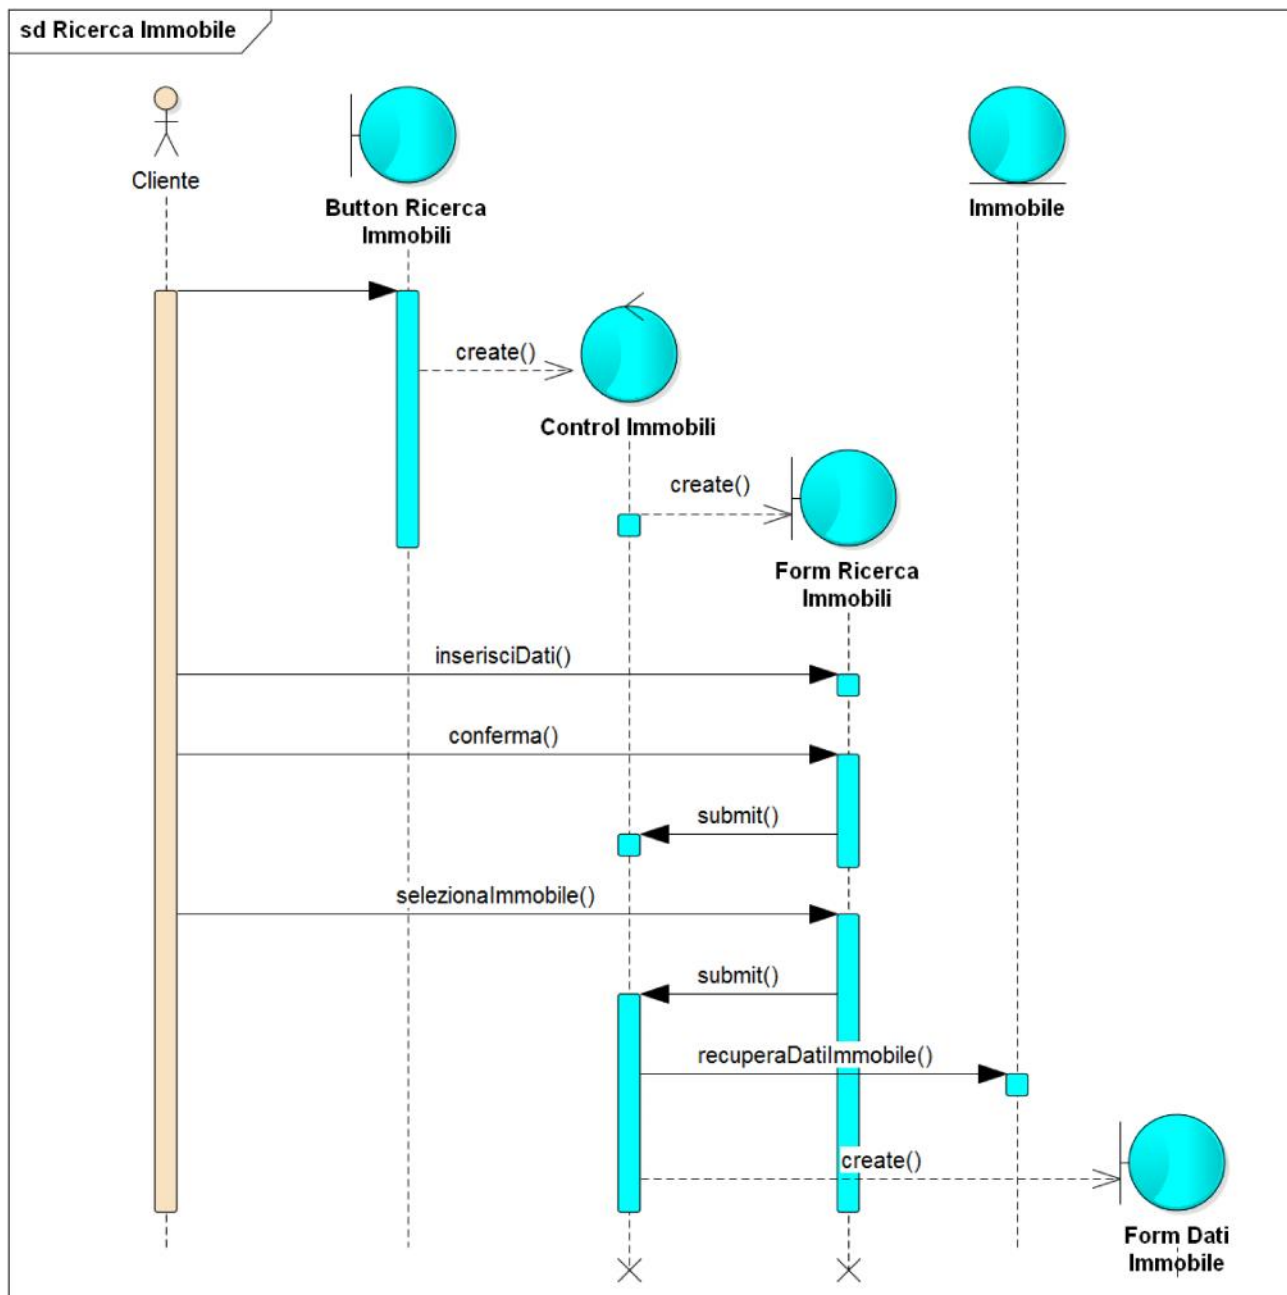 sd Ricerca Immobile
Cliente
Button Ricerca
Immobili
Immobile
create()
Control Immobili
create()
Form Ricerca
Immobili
inserisciDati()
conferma()
submit()
selezionaImmobile()
submit()
recuperaDatiImmobile()
create()
Form Dati
Immobile